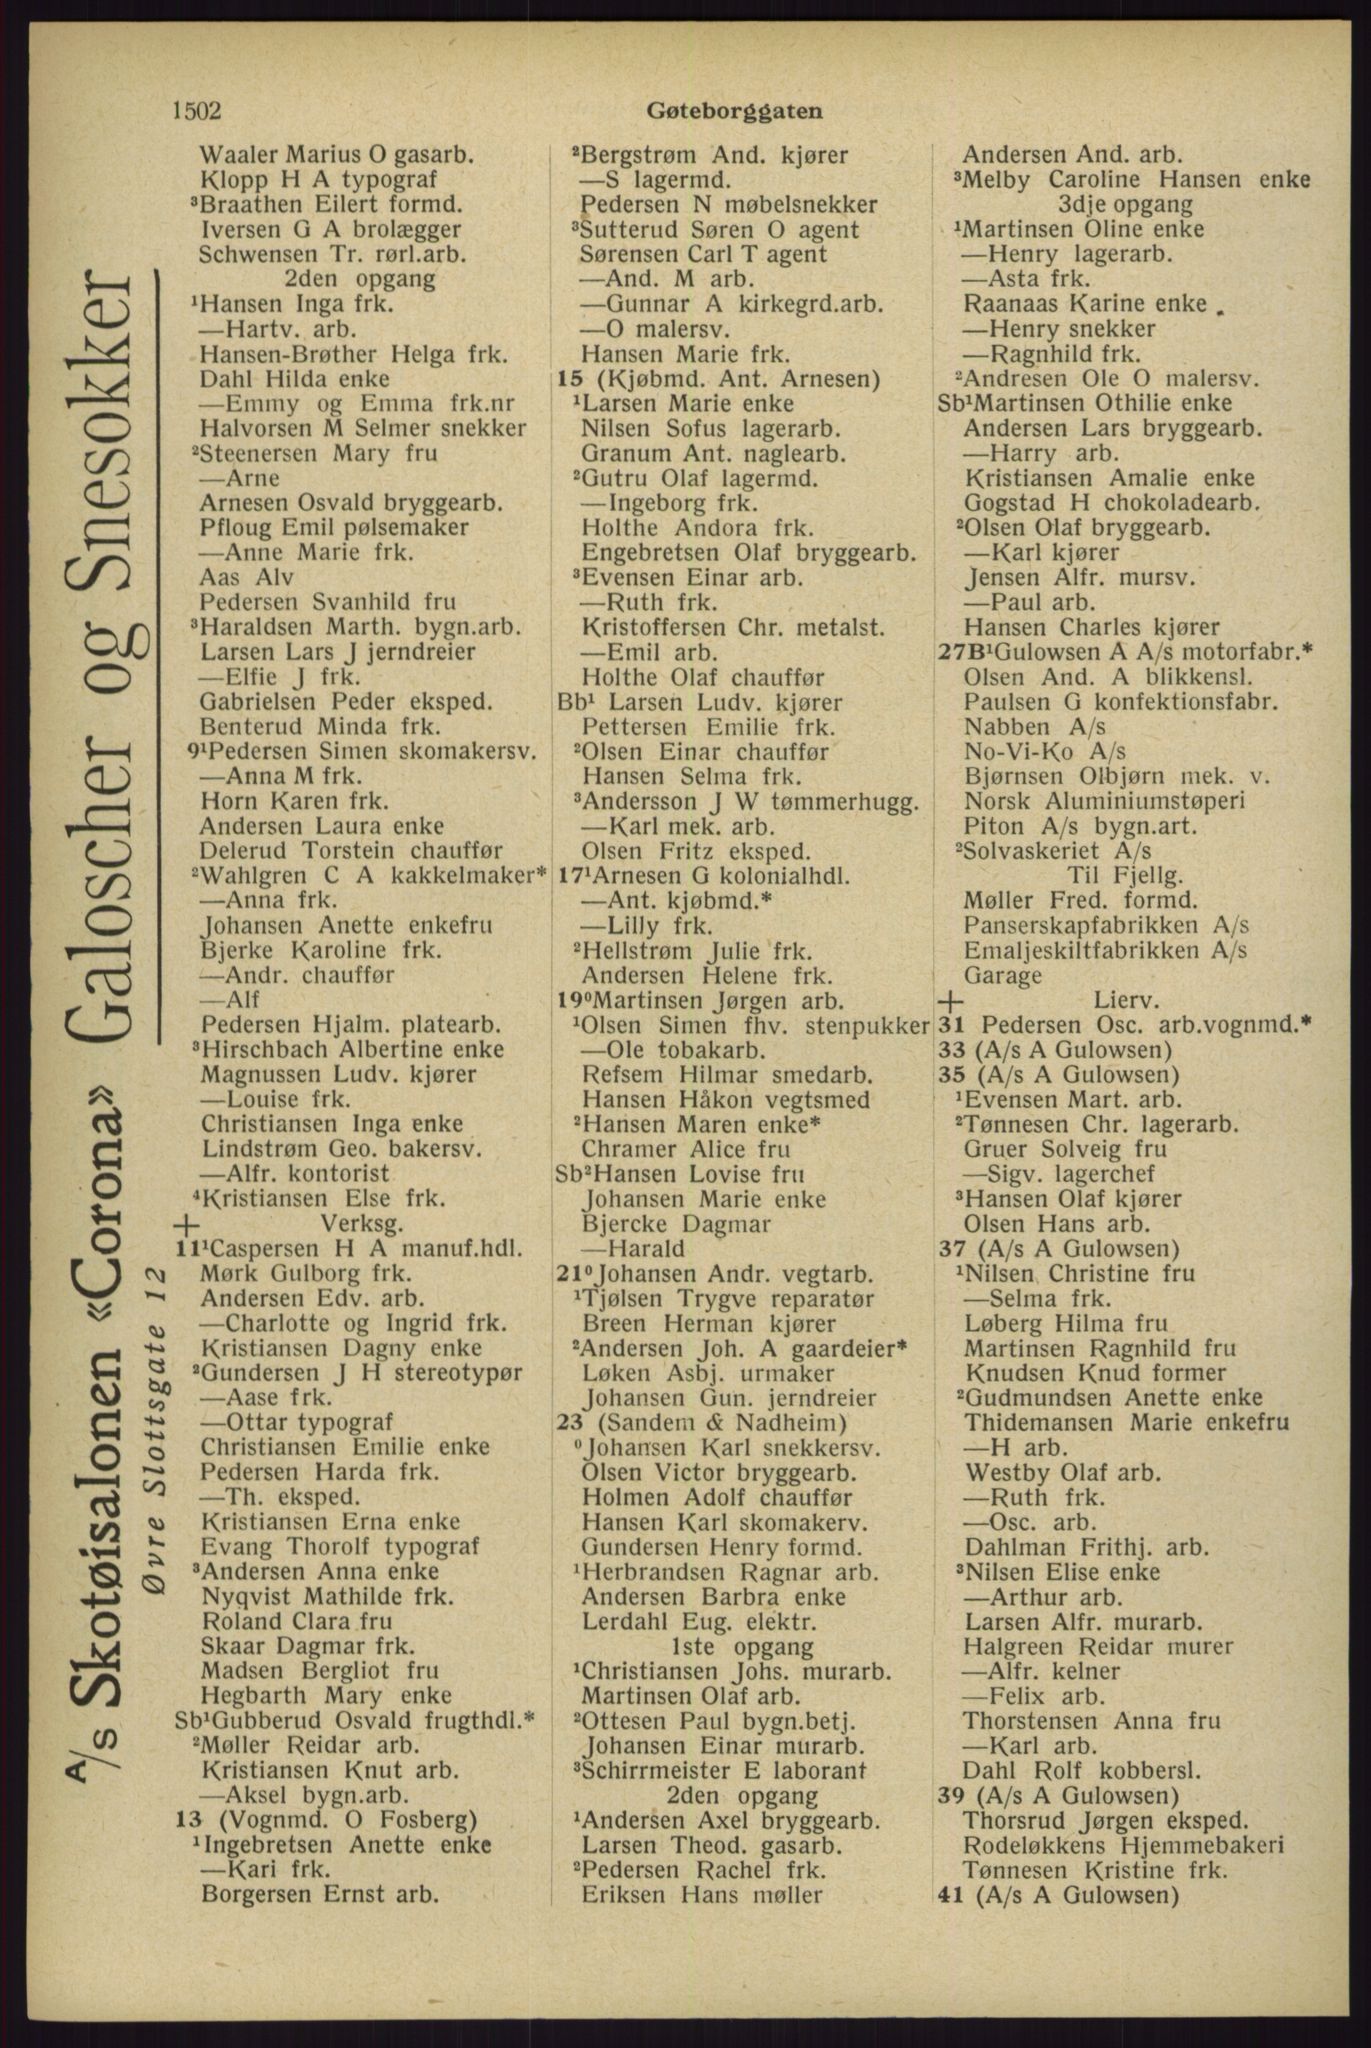 1502
Gøteborggaten
Waaler Marius O gasarb.
Klopp H A typograf
³Braathen Eilert formd.
Iversen G A brolægger
Schwensen Tr. rørl.arb.
2den opgang
¹Hansen Inga frk.
—Hartv. arb.
Hansen-Brøther Helga frk.
Dahl Hilda enke
—Emmy og Emma frk.nr
Halvorsen M Selmer snekker
²Steenersen Mary fru
—Arne
Arnesen Osvald bryggearb.
Pfloug Emil pølsemaker
—Anne Marie frk.
Aas Alv
Pedersen Svanhild fru
³Haraldsen Marth. bygn.arb.
Larsen Lars J jerndreier
—Elfie J frk.
Gabrielsen Peder eksped.
Benterud Minda frk.
9¹Pedersen Simen skomakersv.
—Anna M frk.
Horn Karen frk.
Andersen Laura enke
Delerud Torstein chauffør
²Wahlgren C A kakkelmaker*
—Anna frk.
Johansen Anette enkefru
Bjerke Karoline frk.
—Andr. chauffør
—Alf
Pedersen Hjalm. platearb.
³Hirschbach Albertine enke
Magnussen Ludv. kjører
—Louise frk.
Christiansen Inga enke
Lindstrøm Geo. bakersv.
—Alfr. kontorist
⁴Kristiansen Else frk.
+ Verksg.
11¹Caspersen H A manuf.hdl.
Mørk Gulborg frk.
Andersen Edv. arb.
—Charlotte og Ingrid frk.
Kristiansen Dagny enke
²Gundersen J H stereotypør
—Aase frk.
—Ottar typograf
Christiansen Emilie enke
Pedersen Harda frk.
—Th. eksped.
Kristiansen Erna enke
Evang Thorolf typograf
³Andersen Anna enke
Nyqvist Mathilde frk.
Roland Clara fru
Skaar Dagmar frk.
Madsen Bergliot fru
Hegbarth Mary enke
Sb¹Gubberud Osvald frugthdl.*
²Møller Reidar arb.
Kristiansen Knut arb.
—Aksel bygn.arb.
13 (Vognmd. O Fosberg)
¹Ingebretsen Anette enke
—Kari frk.
Borgersen Ernst arb.
²Bergstrøm And. kjører
—S lagermd.
Pedersen N møbelsnekker
³Sutterud Søren O agent
Sørensen Carl T agent
—And. M arb.
—Gunnar A kirkegrd.arb.
—O malersv.
Hansen Marie frk.
15 (Kjøbmd. Ant. Arnesen)
¹Larsen Marie enke
Nilsen Sofus lagerarb.
Granum Ant. naglearb.
²Gutru Olaf lagermd.
—Ingeborg frk.
Holthe Andora frk.
Engebretsen Olaf bryggearb.
³Evensen Einar arb.
—Ruth frk.
Kristoffersen Chr. metalst.
—Emil arb.
Holthe Olaf chauffør
Bb¹ Larsen Ludv. kjører
Pettersen Emilie frk.
²Olsen Einar chauffør
Hansen Selma frk.
³Andersson J W tømmerhugg.
—Karl mek. arb.
Olsen Fritz eksped.
17¹Arnesen G kolonialhdl.
—Ant. kjøbmd.*
—Lilly frk.
²Hellstrøm Julie frk.
Andersen Helene frk.
19⁰Martinsen Jørgen arb.
¹Olsen Simen fhv. stenpukker
—Ole tobakarb.
Refsem Hilmar smedarb.
Hansen Håkon vegtsmed
²Hansen Maren enke*
Chramer Alice fru
Sb²Hansen Lovise fru
Johansen Marie enke
Bjercke Dagmar
—Harald
21⁰Johansen Andr. vegtarb.
¹Tjølsen Trygve reparatør
Breen Herman kjører
²Andersen Joh. A gaardeier*
Løken Asbj. urmaker
Johansen Gun. jerndreier
23 (Sandem & Nadheim)
⁰Johansen Karl snekkersv.
Olsen Victor bryggearb.
Holmen Adolf chauffør
Hansen Karl skomakerv.
Gundersen Henry formd.
¹Herbrandsen Ragnar arb.
Andersen Barbra enke
Lerdahl Eug. elektr.
1ste opgang
¹Christiansen Johs. murarb.
Martinsen Olaf arb.
²Ottesen Paul bygn.betj.
Johansen Einar murarb.
³Schirrmeister E laborant
2den opgang
¹Andersen Axel bryggearb.
Larsen Theod. gasarb.
²Pedersen Rachel frk.
Eriksen Hans møller
Andersen And. arb.
³Melby Caroline Hansen enke
3dje opgang
¹Martinsen Oline enke
—Henry lagerarb.
—Asta frk.
Raanaas Karine enke
—Henry snekker
—Ragnhild frk.
²Andresen Ole O malersv.
Sb¹Martinsen Othilie enke
Andersen Lars bryggearb.
—Harry arb.
Kristiansen Amalie enke
Gogstad H chokoladearb.
²Olsen Olaf bryggearb.
—Karl kjører
Jensen Alfr. mursv.
—Paul arb.
Hansen Charles kjører
27B¹Gulowsen A A/s motorfabr.*
Olsen And. A blikkensl.
Paulsen G konfektionsfabr.
Nabben A/s
No-Vi-Ko A/s
Bjørnsen Olbjørn mek. v.
Norsk Aluminiumstøperi
Piton A/s bygn.art.
²Solvaskeriet A/s
Til Fjellg.
Møller Fred. formd.
Panserskapfabrikken A/s
Emaljeskiltfabrikken A/s
Garage
+ Lierv.
31 Pedersen Osc. arb.vognmd.*
33 (A/s A Gulowsen)
35 (A/s A Gulowsen)
¹Evensen Mart. arb.
²Tønnesen Chr. lagerarb.
Gruer Solveig fru
—Sigv. lagerchef
³Hansen Olaf kjører
Olsen Hans arb.
37 (A/s A Gulowsen)
¹Nilsen Christine fru
—Selma frk.
Løberg Hilma fru
Martinsen Ragnhild fru
Knudsen Knud former
²Gudmundsen Anette enke
Thidemansen Marie enkefru
—H arb.
Westby Olaf arb.
—Ruth frk.
—Osc. arb.
Dahlman Frithj. arb.
³Nilsen Elise enke
—Arthur arb.
Larsen Alfr. murarb.
Halgreen Reidar murer
—Alfr. kelner
—Felix arb.
Thorstensen Anna fru
—Karl arb.
Dahl Rolf kobbersl.
39 (A/s A Gulowsen)
Thorsrud Jørgen eksped.
Rodeløkkens Hjemmebakeri
Tønnesen Kristine frk.
41 (A/s A Gulowsen)
A/s Skotøisalonen «Corona» Galoscher og Snesokker
Øvre Slottsgate 12